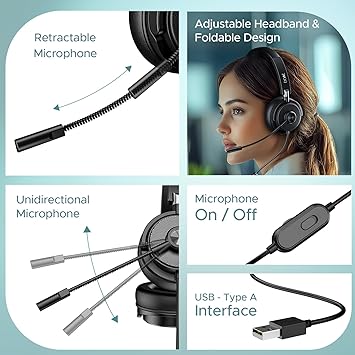 Retractable
Microphone
Adjustable Headband &
Foldable Design
Unidirectional
Microphone
Microphone
On / Off
USB - Type A
Interface